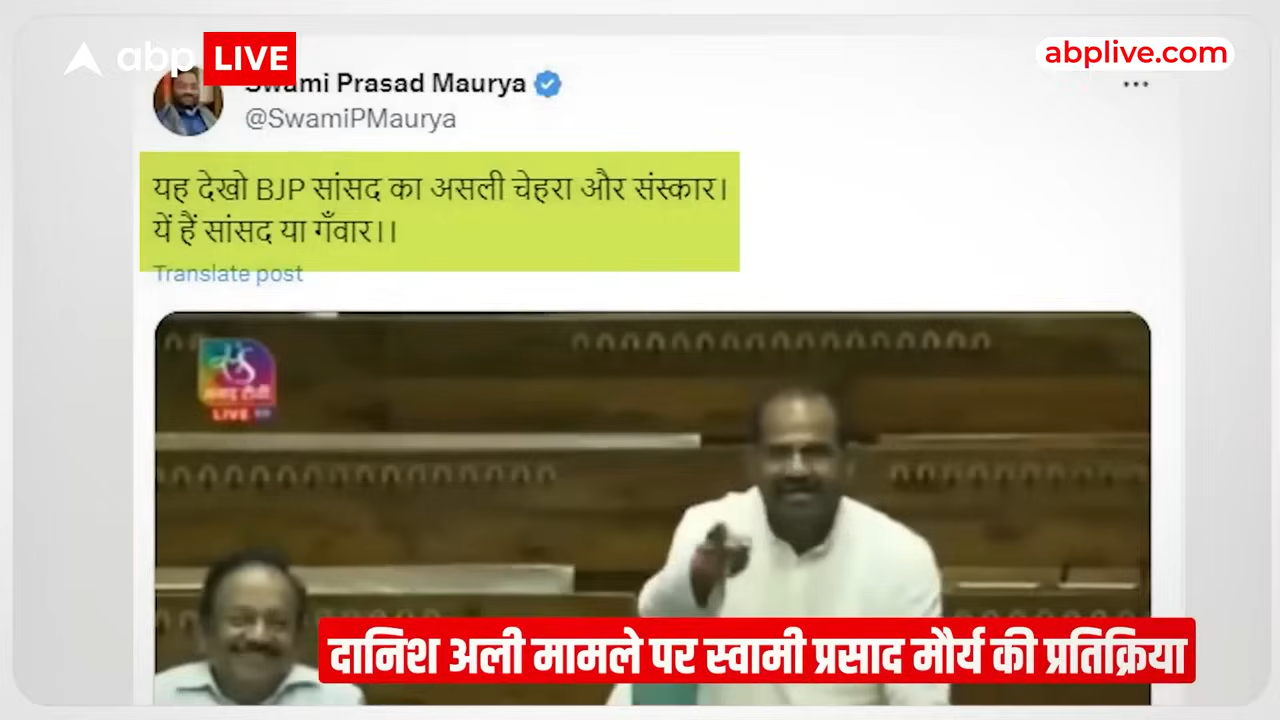 abp LIVE
abplive.com
Swami Prasad Maurya
@SwamiPMaurya
यह देखो BJP सांसद का असली चेहरा और संस्कार।
यें हैं सांसद या गँवार।।
Translate post
संसद टीवी
LIVE
दानिश अली मामले पर स्वामी प्रसाद मौर्य की प्रतिक्रिया